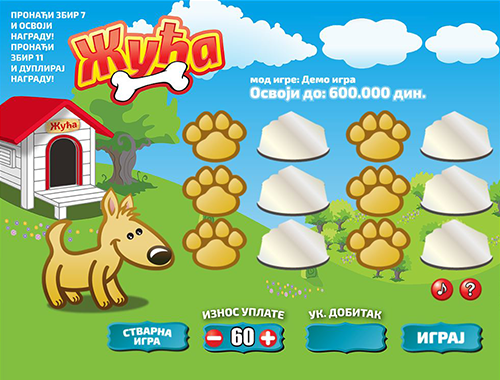 ПРОНАЂИ ЗБИР 7
И ОСВОЈИ
НАГРАДУ!
ПРОНАЂИ
ЗБИР 11
И ДУПЛИРАЈ
НАГРАДУ!
Жућа
мод игре: Демо игра
Освоји до: 600.000 дин.
Жућа
ИЗНОС УПЛАТЕ
УК. ДОБИТАК
СТВАРНА
ИГРА
60
ИГРАЈ
?